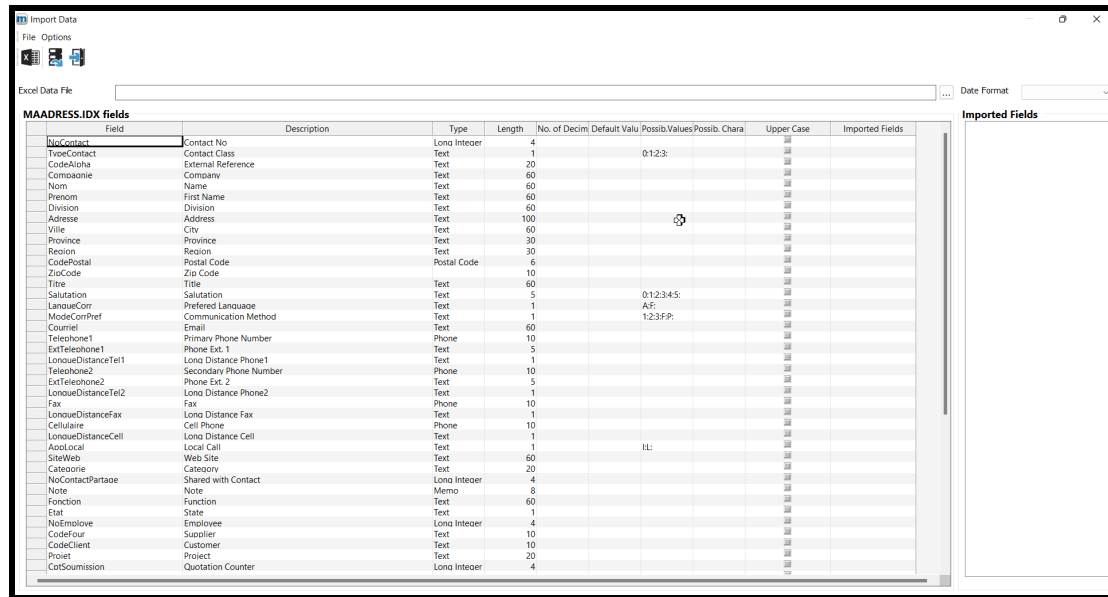 Import Data
File Options
Excel Data File ... Date Format
MAADRESS.IDX fields Imported Fields
Field Description Type Length No. of Decim Default Valu Possib.Values Possib. Chara Upper Case Imported Fields
NoContact Contact No Long Integer 4
TypeContact Contact Class Text 1 0:1:2:3:
CodeAlpha External Reference Text 20
Compagnie Company Text 60
Nom Name Text 60
Prenom First Name Text 60
Division Division Text 60
Adresse Address Text 100
Ville City Text 60
Province Province Text 30
Region Region Text 30
CodePostal Postal Code Postal Code 6
ZipCode Zip Code 10
Titre Title Text 60
Salutation Salutation Text 5 0:1:2:3:4:5:
LangueCorr Prefered Language Text 1 A:F:
ModeCorrPref Communication Method Text 1 1:2:3:F:P:
Courriel Email Text 60
Telephone1 Primary Phone Number Phone 10
ExtTelephone1 Phone Ext. 1 Text 5
LongueDistanceTel1 Long Distance Phone1 Text 1
Telephone2 Secondary Phone Number Phone 10
ExtTelephone2 Phone Ext. 2 Text 5
LongueDistanceTel2 Long Distance Phone2 Text 1
Fax Fax Phone 10
LongueDistanceFax Long Distance Fax Text 1
Cellulaire Cell Phone Phone 10
LongueDistanceCell Long Distance Cell Text 1
AppLocal Local Call Text 1 I:L:
SiteWeb Web Site Text 60
Categorie Category Text 20
NoContactPartage Shared with Contact Long Integer 4
Note Note Memo 8
Fonction Function Text 60
Etat State Text 1
NoEmploye Employee Long Integer 4
CodeFour Supplier Text 10
CodeClient Customer Text 10
Projet Project Text 20
CptSoumission Quotation Counter Long Integer 4